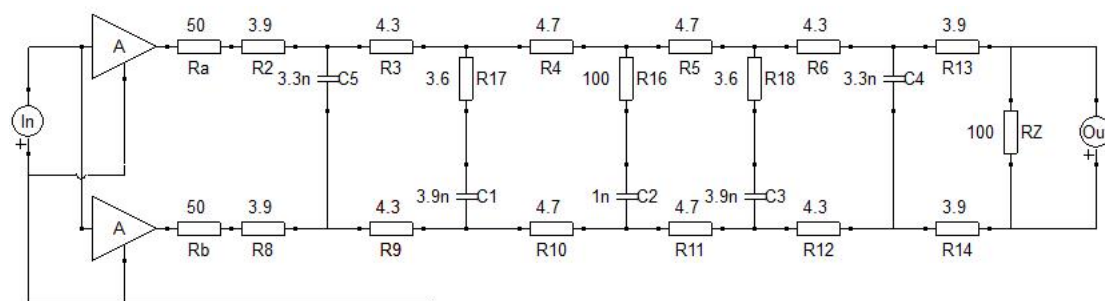 50 3.9 4.3 4.7 4.7 4.3 3.9
A Ra R2 R3 R4 R5 R6 R13
3.3n C5 3.6 R17 100 R16 3.6 R18 3.3n C4
In 100 RZ Ou
+ +
3.9n C1 1n C2 3.9n C3
50 3.9 4.3 4.7 4.7 4.3 3.9
A Rb R8 R9 R10 R11 R12 R14